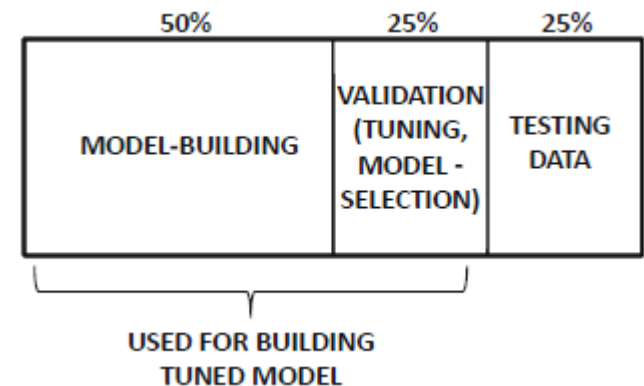 50% 25% 25%
MODEL-BUILDING
VALIDATION
(TUNING,
MODEL -
SELECTION)
TESTING
DATA
USED FOR BUILDING
TUNED MODEL